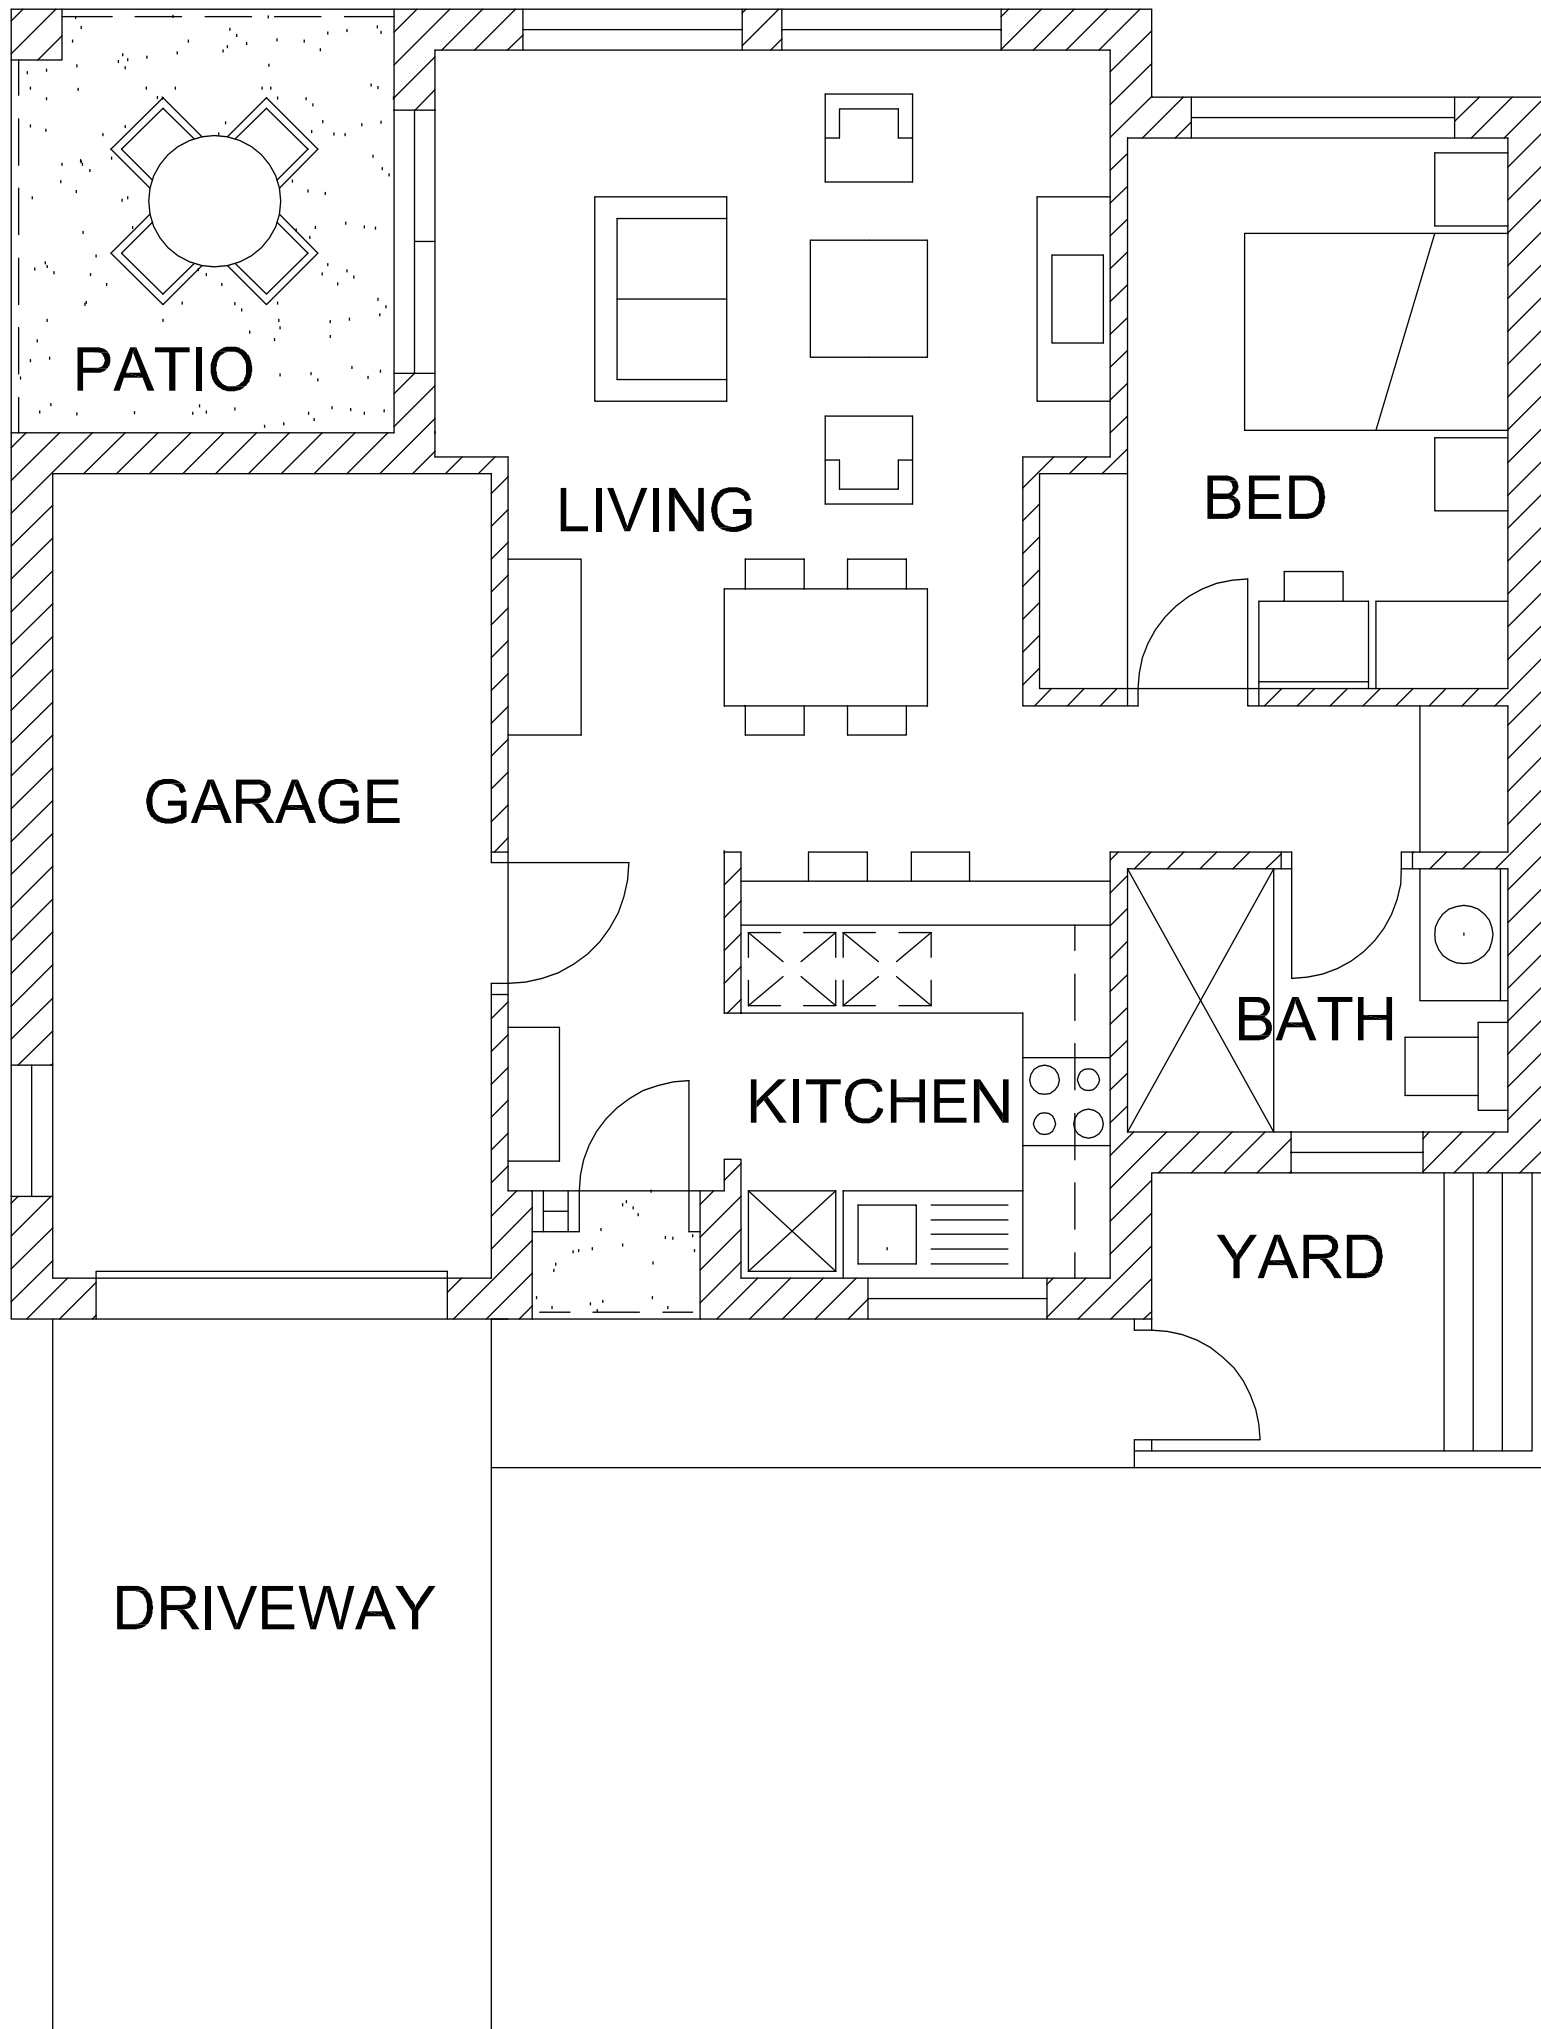 PATIO
LIVING
BED
GARAGE
BATH
KITCHEN
YARD
DRIVEWAY